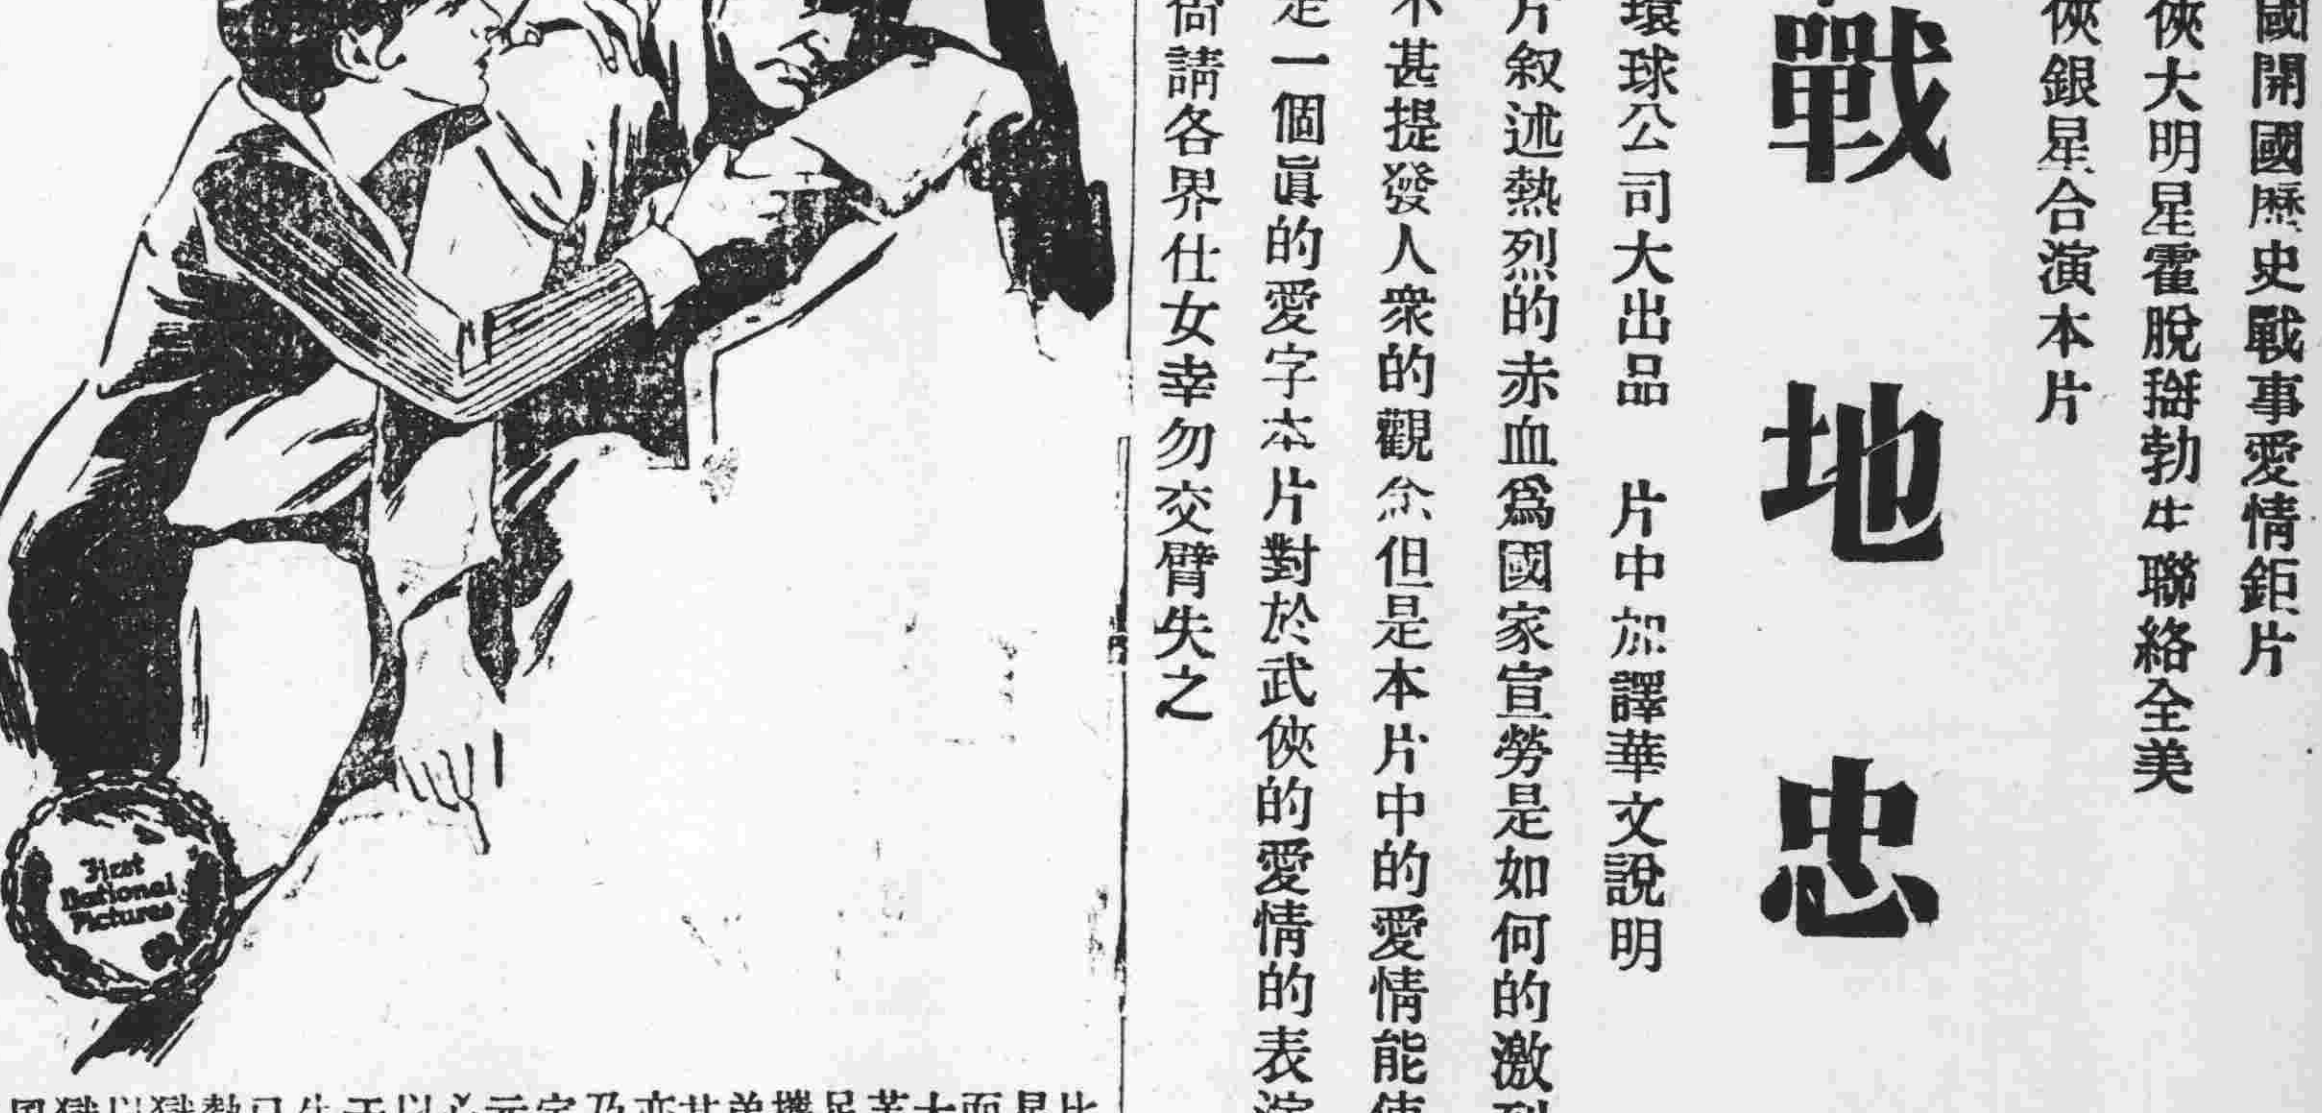 國開國歷史戰事愛情鉅片
俠大明星霍脫勃生聯絡全美
俠銀星合演本片
戰地忠
環球公司大出品 片中加譯華文說明
片叙述熱烈的赤血爲國家宣勞是如何的激烈
不甚提發人衆的觀念但是本片中的愛情能使
是一個眞的愛字本片對於武俠的愛情的表演
尙請各界仕女幸勿交臂失之
First
National
Pictures